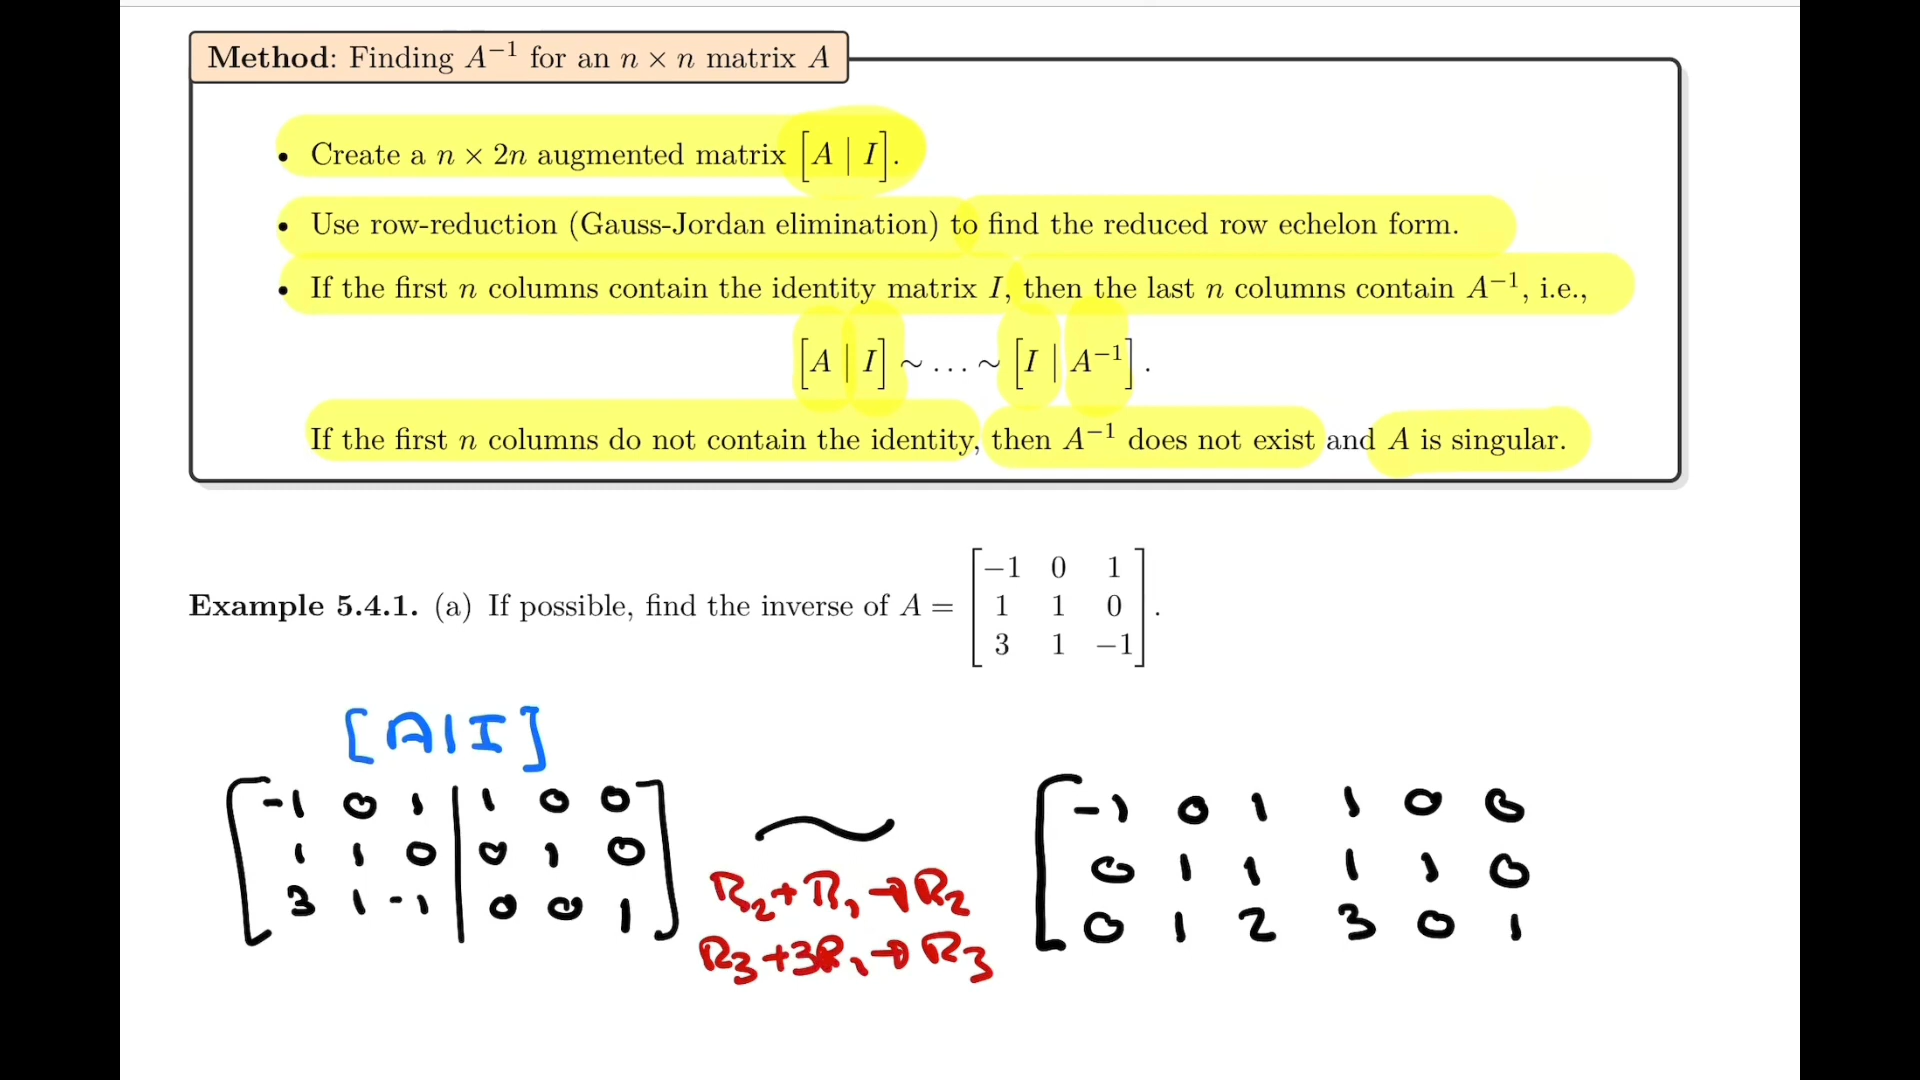 Method: Finding A⁻¹ for an n × n matrix A
• Create a n × 2n augmented matrix [A | I].
• Use row-reduction (Gauss-Jordan elimination) to find the reduced row echelon form.
• If the first n columns contain the identity matrix I, then the last n columns contain A⁻¹, i.e.,
[A | I] ~ ... ~ [I | A⁻¹].
If the first n columns do not contain the identity, then A⁻¹ does not exist and A is singular.
−1 0 1
Example 5.4.1. (a) If possible, find the inverse of A = 1 1 0 .
3 1 −1
[A|I]
-1 0 1 | 1 0 0
1 1 0 | 0 1 0
3 1 -1 | 0 0 1
~
R₂+R₁→R₂
R₃+3R₁→R₃
-1 0 1 1 0 0
0 1 1 1 1 0
0 1 2 3 0 1